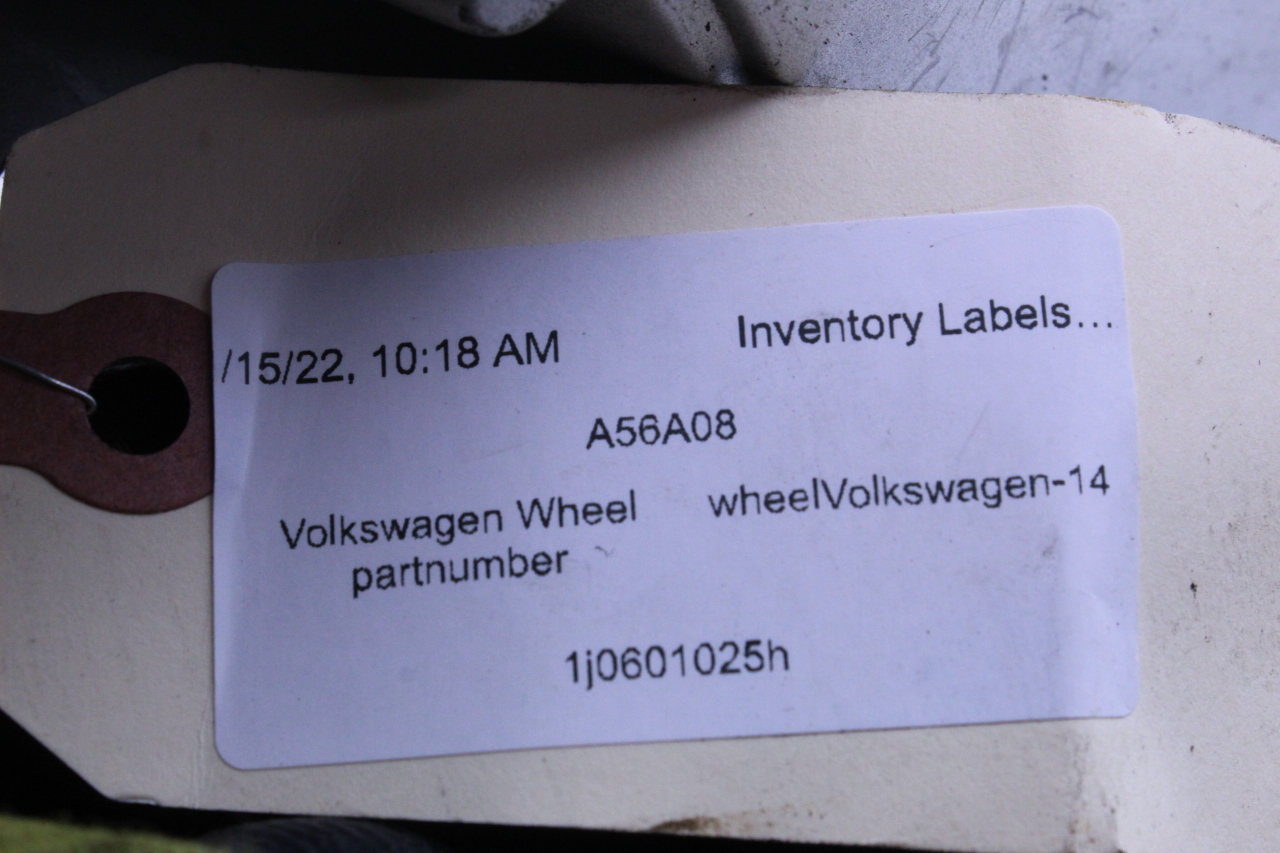 /15/22, 10:18 AM Inventory Labels...
A56A08
Volkswagen Wheel wheelVolkswagen-14
partnumber
1j0601025h